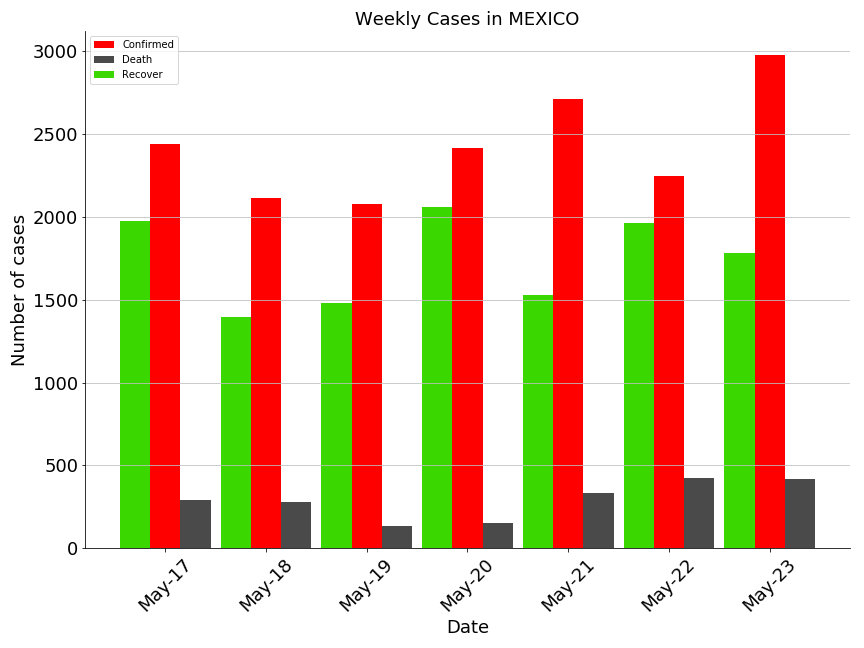 Weekly Cases in MEXICO
Confirmed
Death
Recover
Number of cases
3000
2500
2000
1500
1000
500
0
May-17
May-18
May-19
May-20
May-21
May-22
May-23
Date